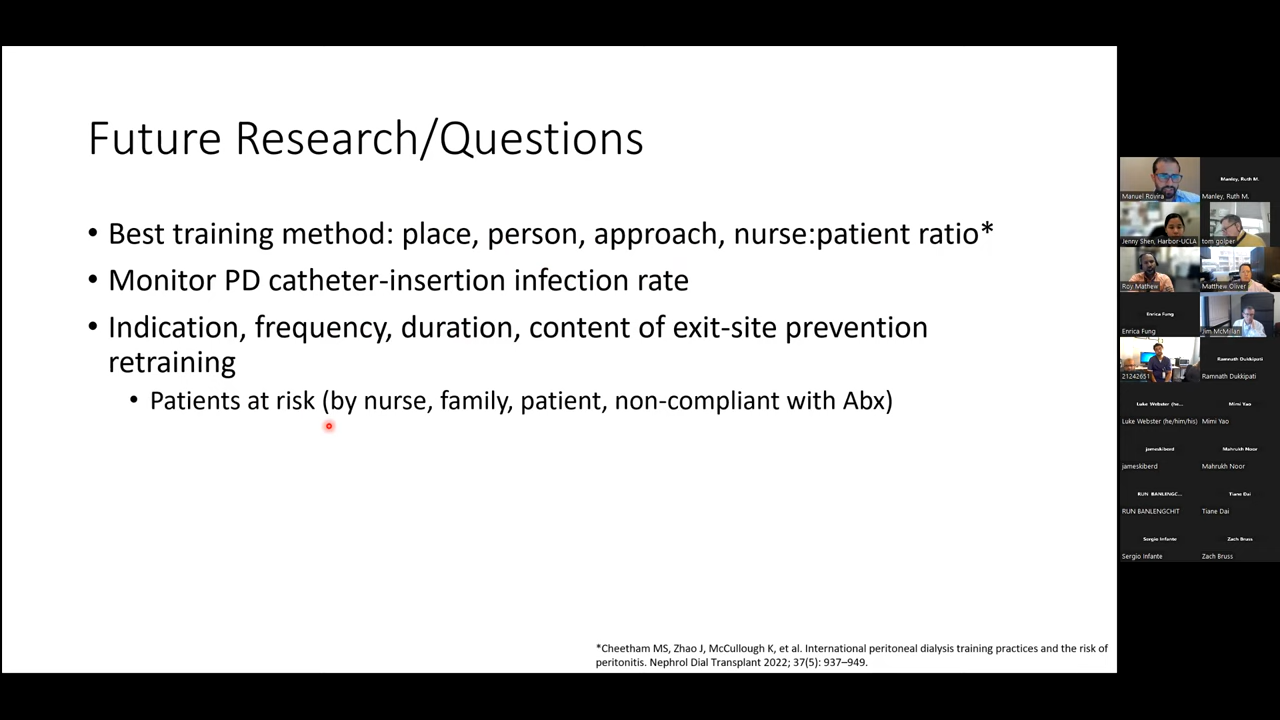 Future Research/Questions
• Best training method: place, person, approach, nurse:patient ratio*
• Monitor PD catheter-insertion infection rate
• Indication, frequency, duration, content of exit-site prevention
retraining
• Patients at risk (by nurse, family, patient, non-compliant with Abx)
*Cheetham MS, Zhao J, McCullough K, et al. International peritoneal dialysis training practices and the risk of
peritonitis. Nephrol Dial Transplant 2022; 37(5): 937–949.
Manuel Rovira
Manley, Ruth M.
Manley, Ruth M.
Jenny Shen, Harbor-UCLA
tom golper
Roy Mathew
Matthew Oliver
Enrica Fung
Enrica Fung
Jim McMillan
21242651
Ramnath Dukkipati
Ramnath Dukkipati
Luke Webster (he...
Luke Webster (he/him/his)
Mimi Yao
Mimi Yao
jameskiberd
jameskiberd
Mahrukh Noor
Mahrukh Noor
RUN BANLENGC...
RUN BANLENGCHIT
Tiane Dai
Tiane Dai
Sergio Infante
Sergio Infante
Zach Bruss
Zach Bruss